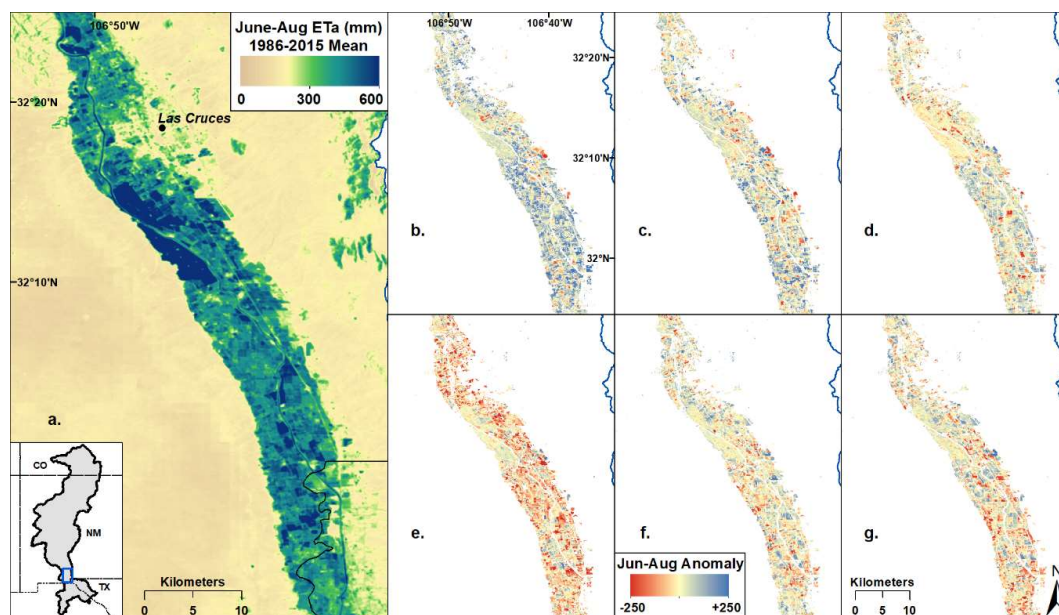 106°50'W
June-Aug ETa (mm)
1986-2015 Mean
0 300 600
32°20'N
Las Cruces
32°10'N
a.
CO
NM
TX
Kilometers
0 5 10
106°50'W
106°40'W
32°20'N
32°10'N
32°N
b.
c.
d.
e.
f.
g.
Jun-Aug Anomaly
-250 +250
Kilometers
0 5 10
N